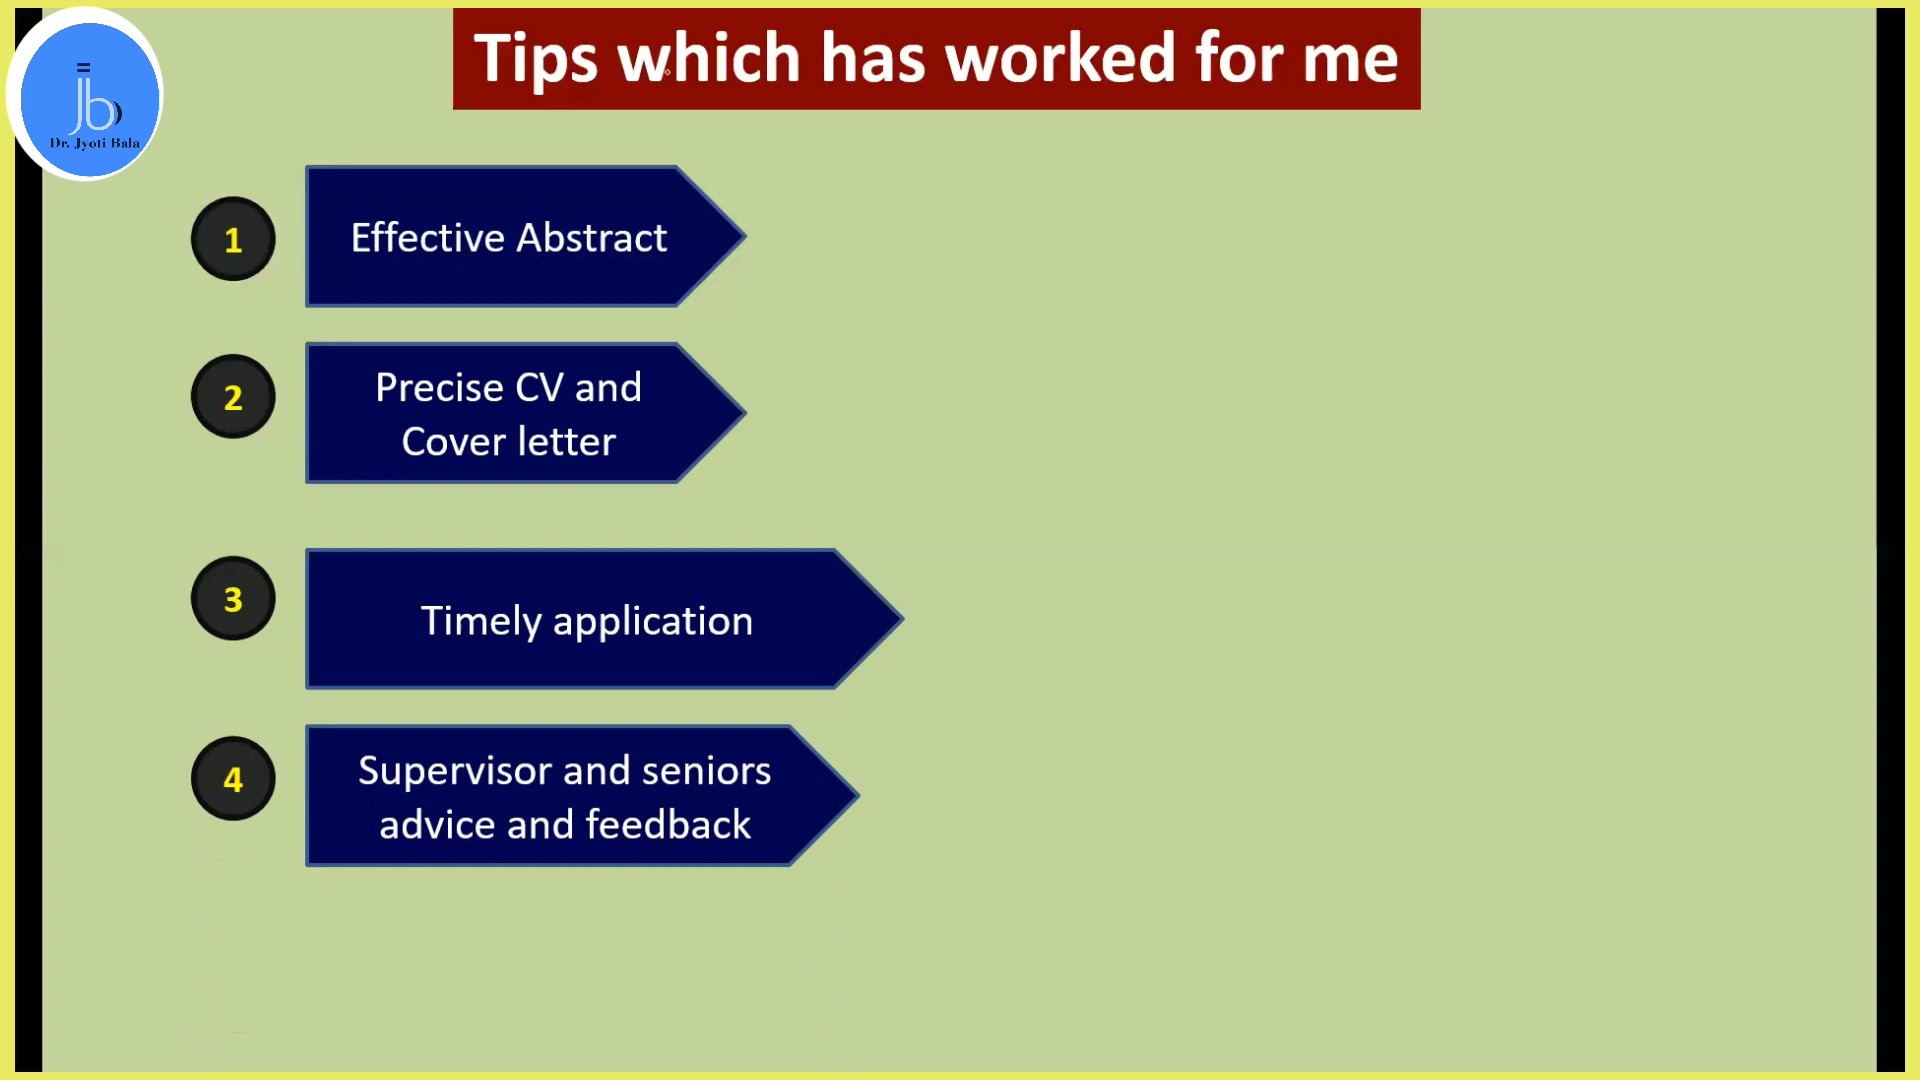 Tips which has worked for me
Dr. Jyoti Bala
1
Effective Abstract
2
Precise CV and
Cover letter
3
Timely application
4
Supervisor and seniors
advice and feedback